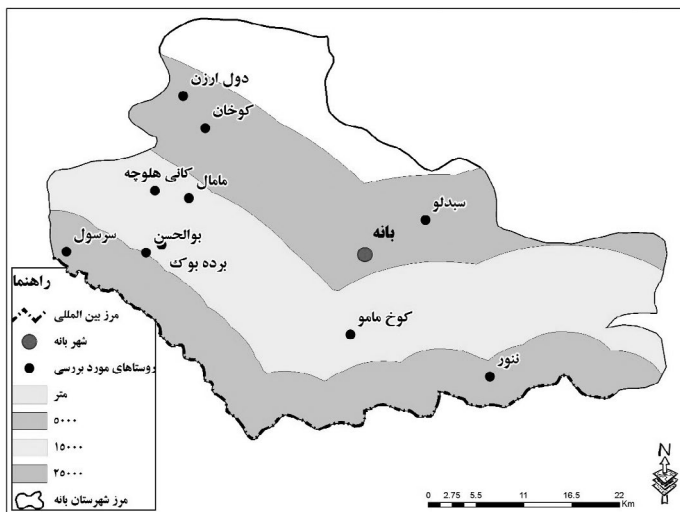 دول ارزن
کوخان
کانی هلوچه
مامال
سبدلو
بانه
سرسول
بوالحسن
برده بوک
کوخ مامو
ننور
راهنما
مرز بین المللی
شهر بانه
روستاهای مورد بررسی
متر
۵۰۰۰
۱۵۰۰۰
۲۵۰۰۰
مرز شهرستان بانه
N
0 2.75 5.5 11 16.5 22
Km